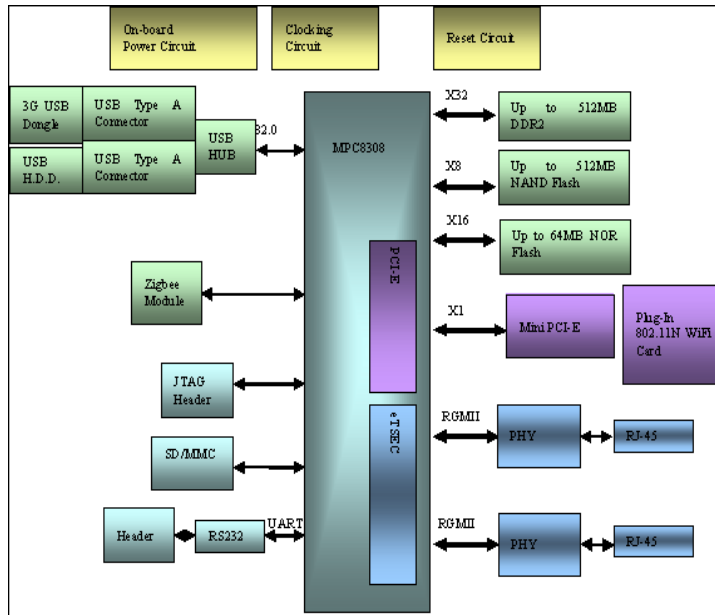 On-board
Power Circuit
Clocking
Circuit
Reset Circuit
3G USB
Dongle
USB Type A
Connector
USB
H.D.D.
USB Type A
Connector
USB
HUB
MPC8308
X32
Up to 512MB
DDR2
X8
Up to 512MB
NAND Flash
X16
Up to 64MB NOR
Flash
PCI-E
Zigbee
Module
X1
Mini PCI-E
Plug-In
802.11N WiFi
Card
JTAG
Header
eTSEC
RGMII
PHY
RJ-45
SD/MMC
Header
RS232
UART
RGMII
PHY
RJ-45